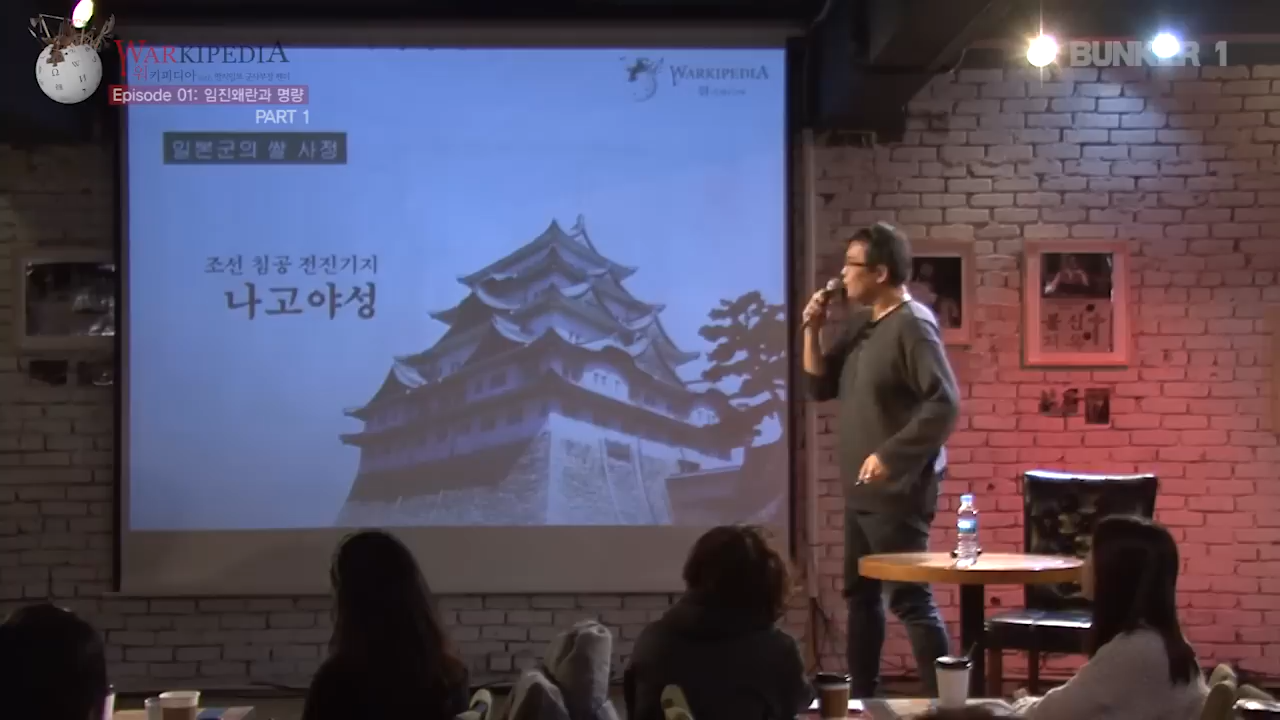 WARKIPEDIA
워키피디아
Episode 01: 임진왜란과 명량
PART 1
BUNKER 1
WARKIPEDIA
일본군의 쌀 사정
조선 침공 전진기지
나고야성